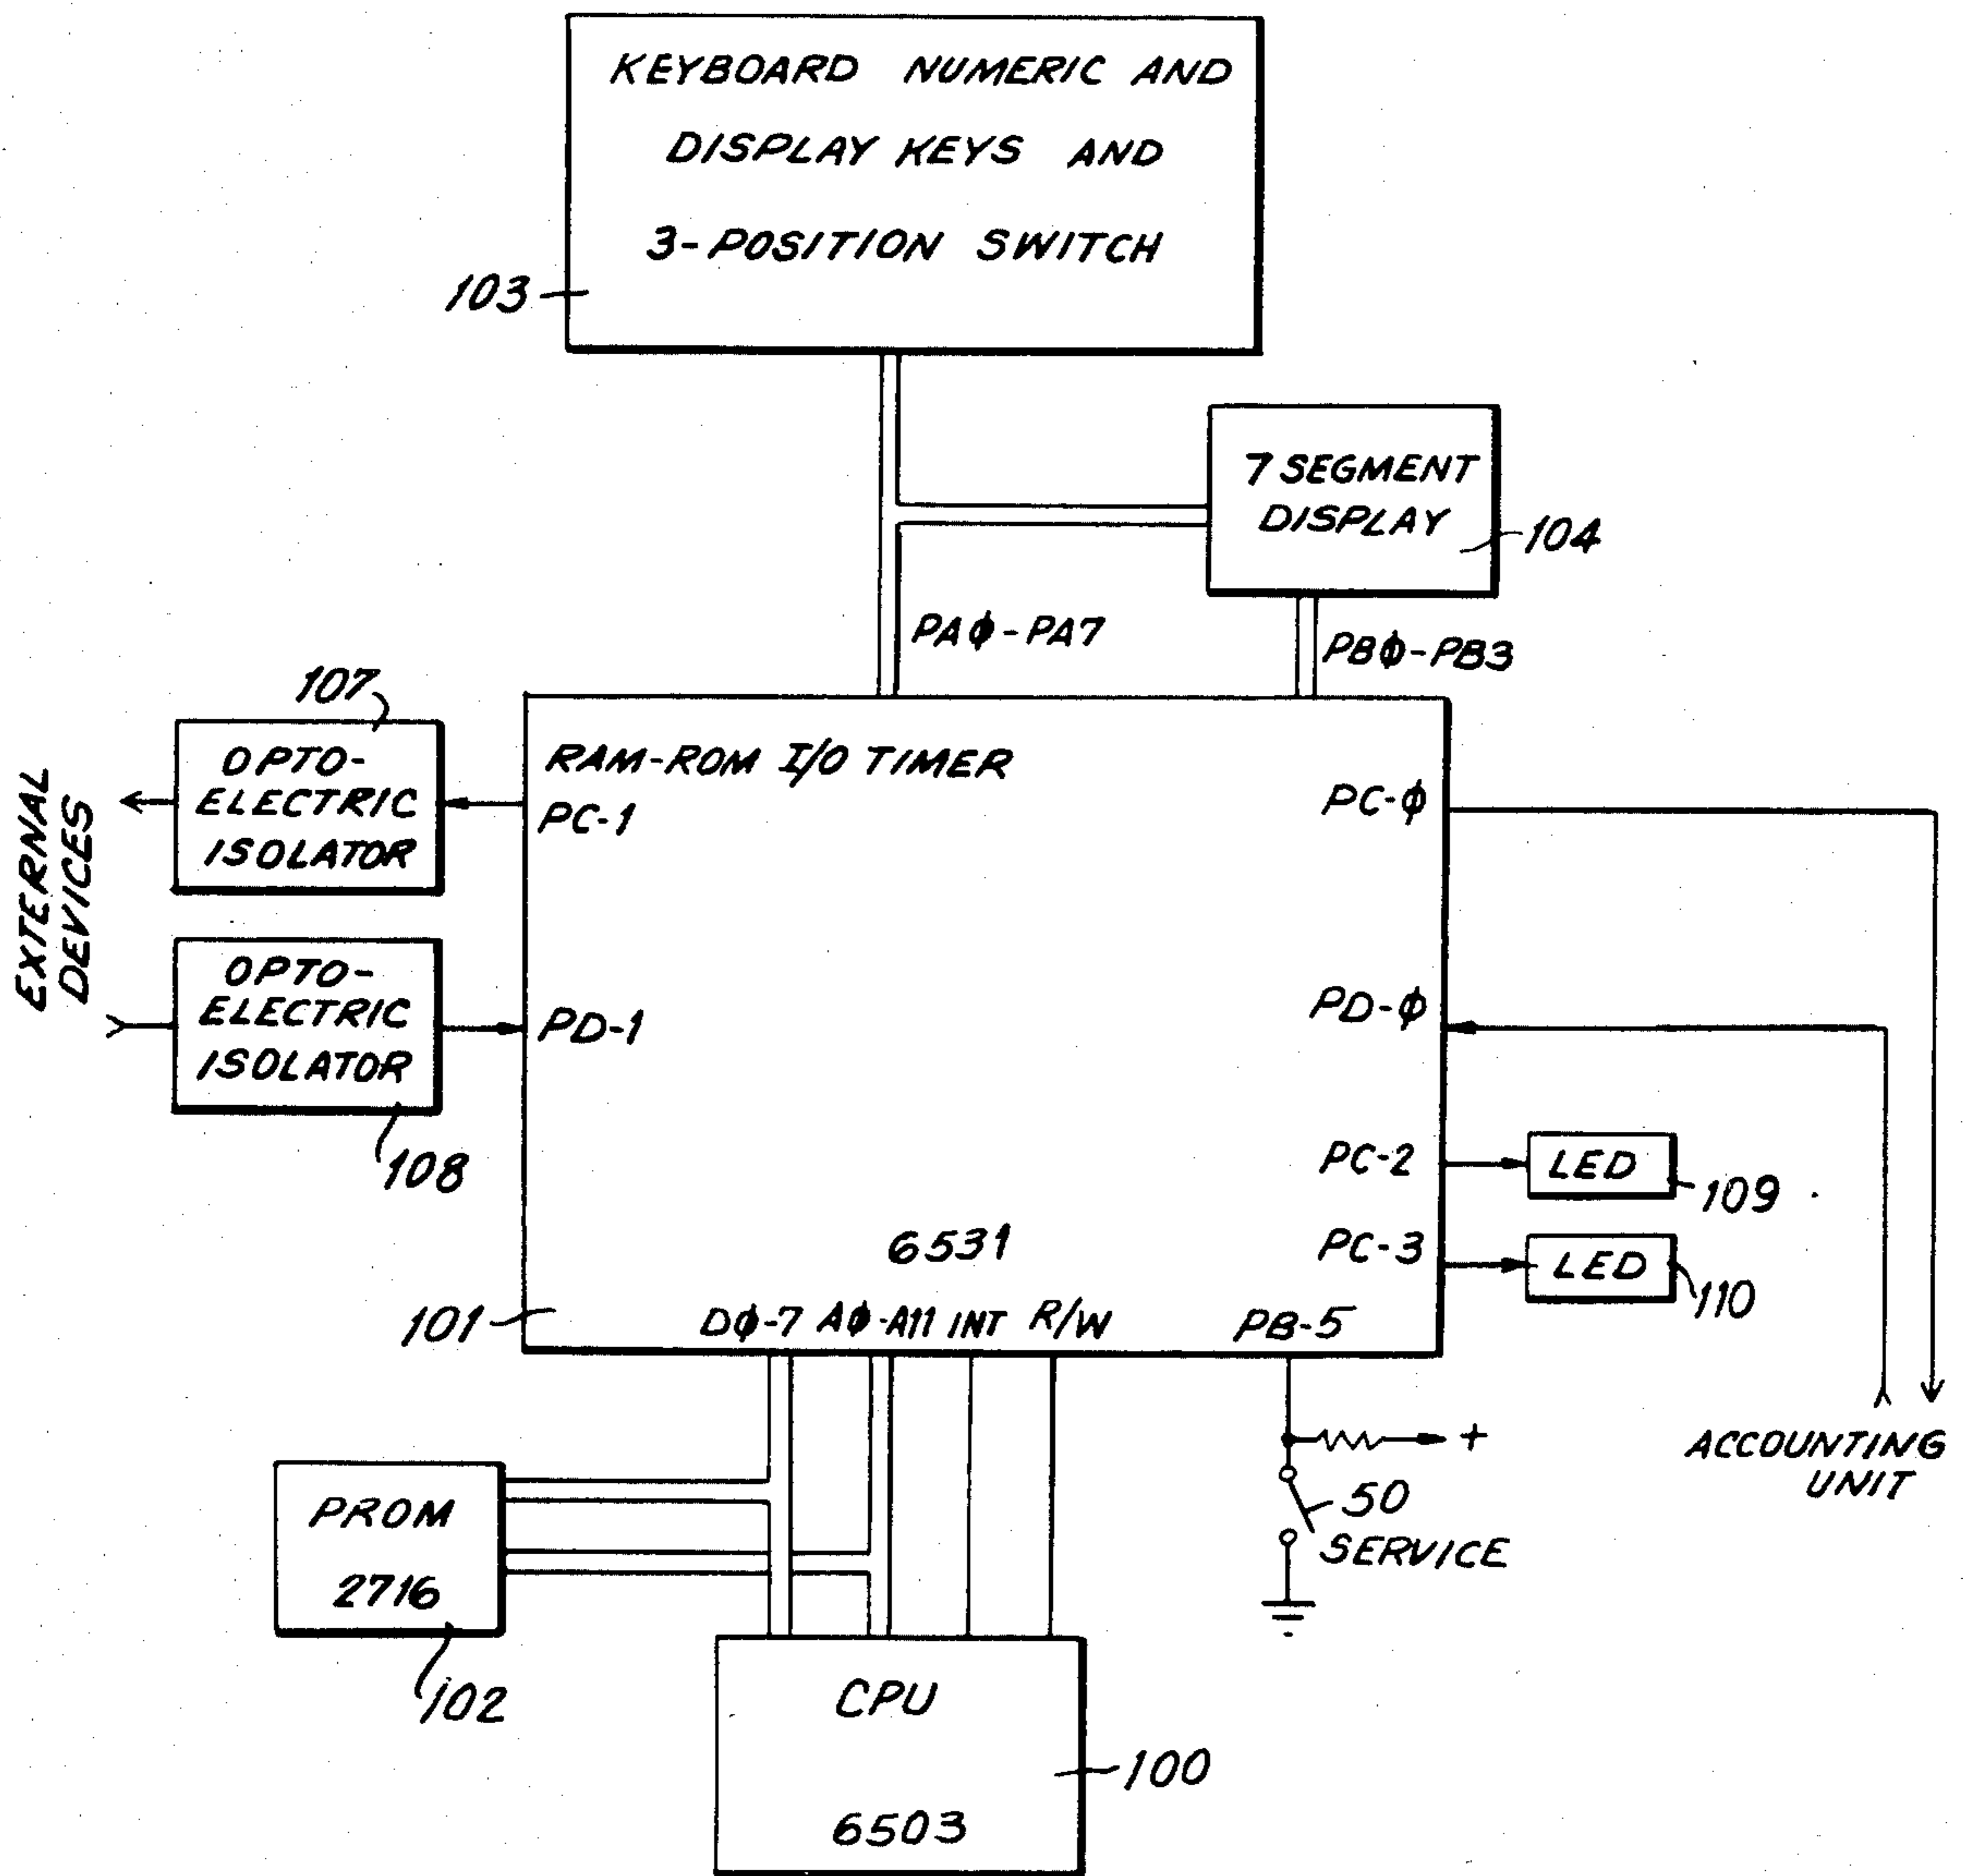 KEYBOARD NUMERIC AND
DISPLAY KEYS AND
3-POSITION SWITCH
103
7 SEGMENT
DISPLAY
104
PAϕ-PA7
PBϕ-PB3
107
OPTO-
ELECTRIC
ISOLATOR
EXTERNAL
DEVICES
OPTO-
ELECTRIC
ISOLATOR
108
RAM-ROM I/O TIMER
PC-1
PD-1
PC-ϕ
PD-ϕ
PC-2
LED
109
PC-3
LED
110
6531
101
Dϕ-7 Aϕ-A11 INT R/W PB-5
+
50
SERVICE
ACCOUNTING
UNIT
PROM
2716
102
CPU
6503
100